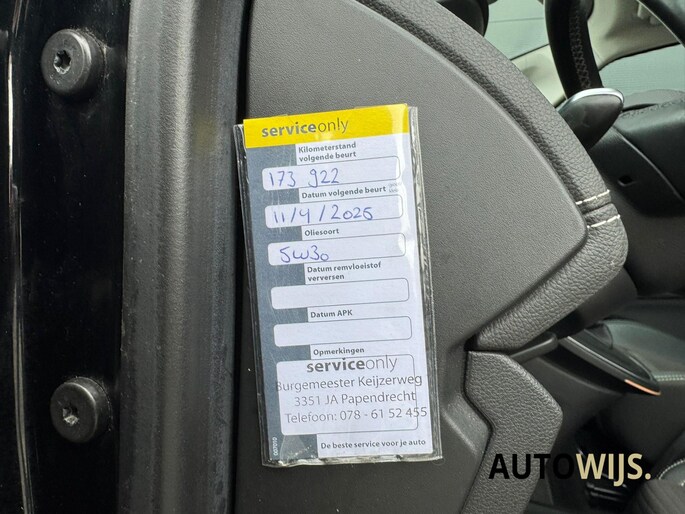 serviceonly
Kilometerstand
volgende beurt
173 922
Datum volgende beurt
11/4/2026
Oliesoort
5W30
Datum remvloeistof
verversen
Datum APK
Opmerkingen
serviceonly
Burgemeester Keijzerweg
3351 JA Papendrecht
Telefoon: 078 - 61 52 455
De beste service voor je auto
AUTOWIJS.